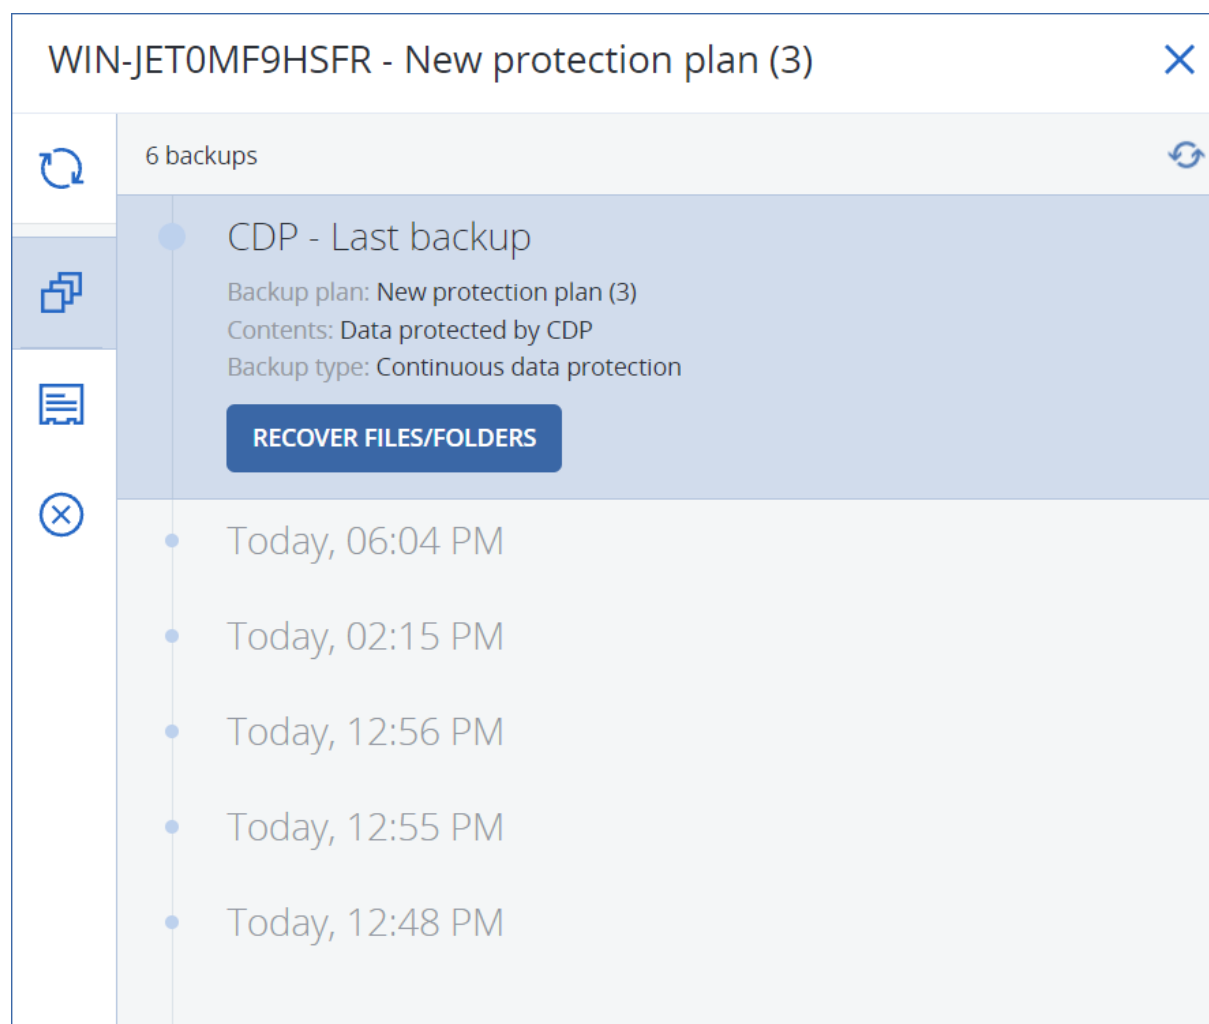 WIN-JET0MF9HSFR - New protection plan (3)
6 backups
CDP - Last backup
Backup plan: New protection plan (3)
Contents: Data protected by CDP
Backup type: Continuous data protection
RECOVER FILES/FOLDERS
Today, 06:04 PM
Today, 02:15 PM
Today, 12:56 PM
Today, 12:55 PM
Today, 12:48 PM